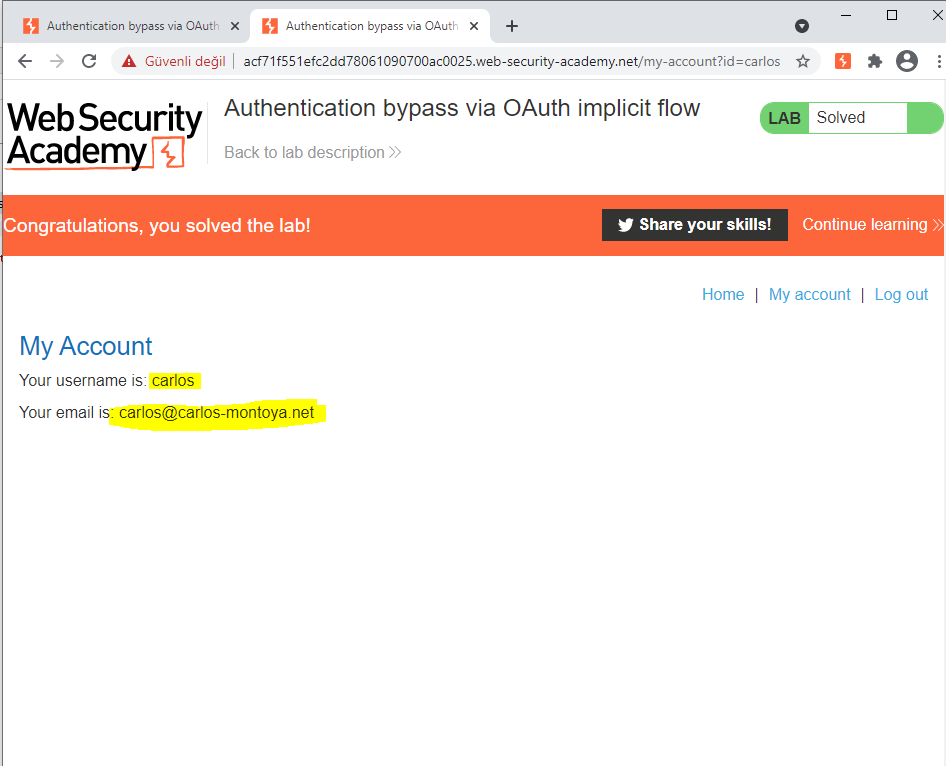 Authentication bypass via OAuth
Authentication bypass via OAuth
Güvenli değil acf71f551efc2dd78061090700ac0025.web-security-academy.net/my-account?id=carlos
Web Security
Academy
Authentication bypass via OAuth implicit flow
Back to lab description
LAB Solved
Congratulations, you solved the lab!
Share your skills!
Continue learning
Home | My account | Log out
My Account
Your username is: carlos
Your email is: carlos@carlos-montoya.net